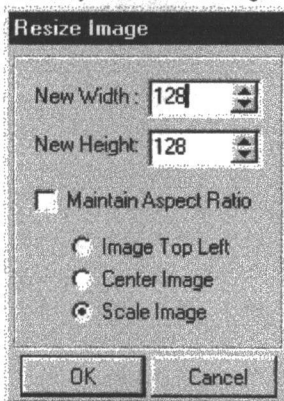 Resize Image
New Width : 128
New Height: 128
Maintain Aspect Ratio
Image Top Left
Center Image
Scale Image
OK Cancel